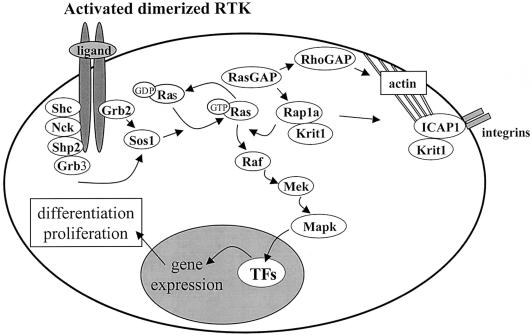 Activated dimerized RTK
ligand
RhoGAP
RasGAP
actin
GDP
Ras
GTP
Ras
Shc
Grb2
Rap1a
Nck
Krit1
ICAP1
integrins
Shp2
Sos1
Krit1
Grb3
Raf
Mek
Mapk
differentiation
proliferation
gene
expression
TFs